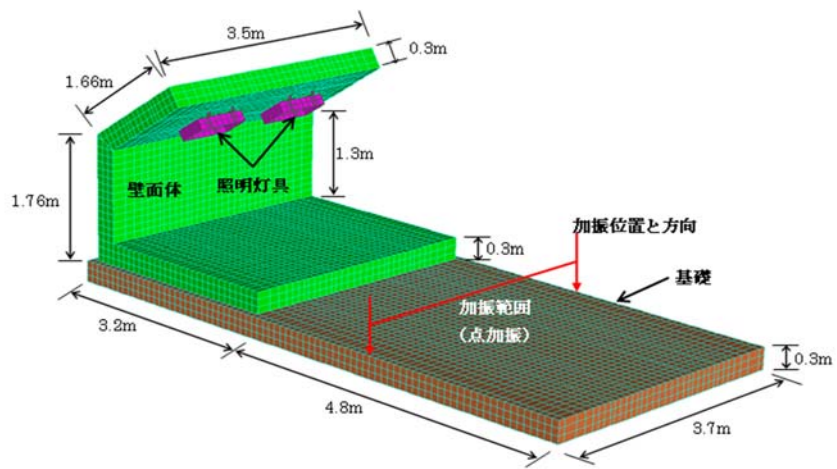 3.5m
0.3m
1.66m
1.3m
1.76m
壁面体
照明灯具
加振位置と方向
0.3m
基礎
加振範囲
（点加振）
3.2m
0.3m
4.8m
3.7m